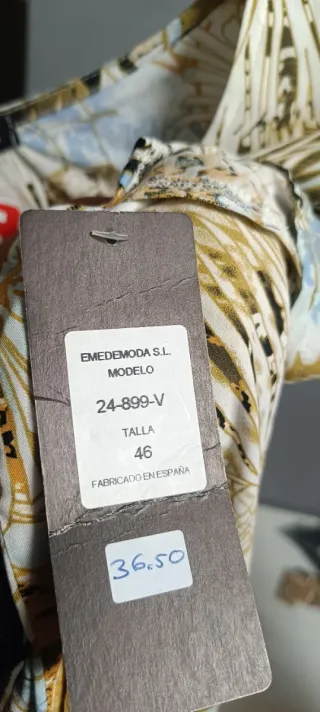 EMEDEMODA S.L.
MODELO
24-899-V
TALLA
46
FABRICADO EN ESPAÑA
36.50